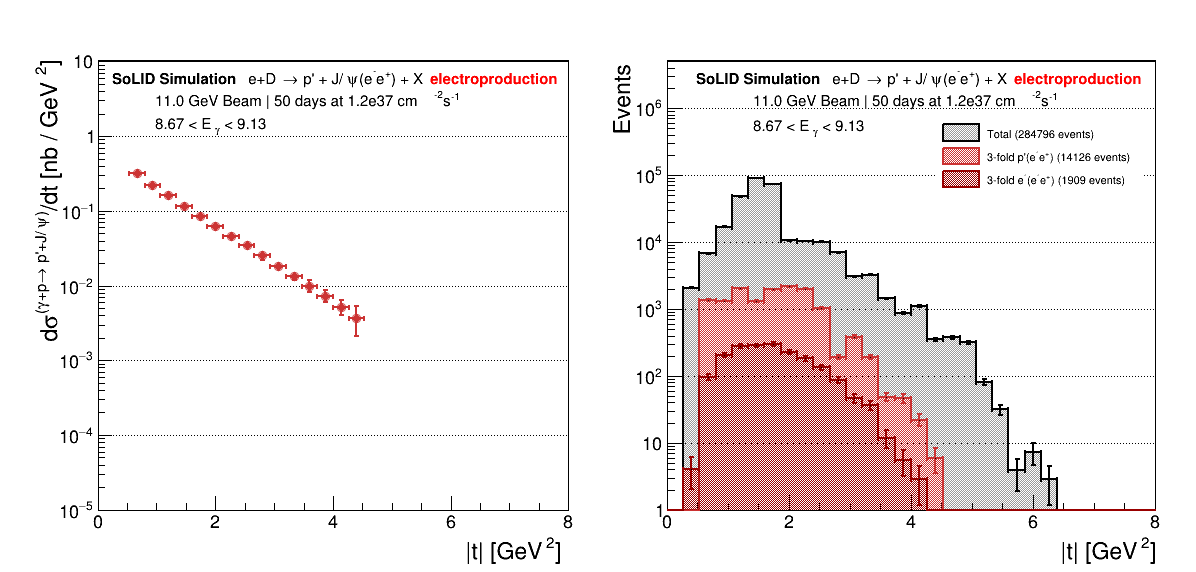 SoLID Simulation e+D → p' + J/ψ(e⁻e⁺) + X electroproduction
11.0 GeV Beam | 50 days at 1.2e37 cm⁻²s⁻¹
8.67 < Eγ < 9.13
dσ(γ+p→ p'+J/ψ)/dt [nb / GeV²]
10
1
10⁻¹
10⁻²
10⁻³
10⁻⁴
10⁻⁵
0 2 4 6 8
|t| [GeV²]
SoLID Simulation e+D → p' + J/ψ(e⁻e⁺) + X electroproduction
11.0 GeV Beam | 50 days at 1.2e37 cm⁻²s⁻¹
8.67 < Eγ < 9.13
Total (284796 events)
3-fold p'(e⁻e⁺) (14126 events)
3-fold e⁻(e⁻e⁺) (1909 events)
Events
10⁶
10⁵
10⁴
10³
10²
10
1
0 2 4 6 8
|t| [GeV²]